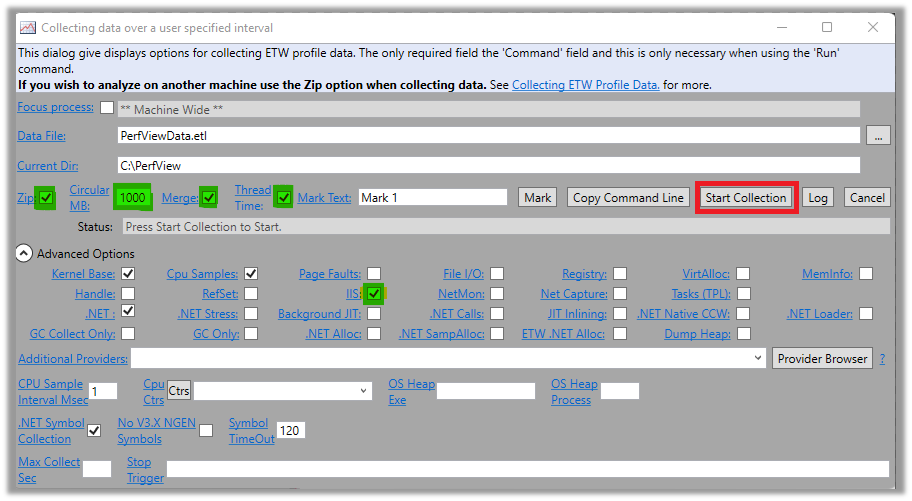 Collecting data over a user specified interval
This dialog give displays options for collecting ETW profile data. The only required field the 'Command' field and this is only necessary when using the 'Run'
command.
If you wish to analyze on another machine use the Zip option when collecting data. See Collecting ETW Profile Data. for more.
Focus process: ** Machine Wide **
Data File: PerfViewData.etl ...
Current Dir: C:\PerfView
Zip: Circular MB: 1000 Merge: Thread Time: Mark Text: Mark 1 Mark Copy Command Line Start Collection Log Cancel
Status: Press Start Collection to Start.
Advanced Options
Kernel Base: Cpu Samples: Page Faults: File I/O: Registry: VirtAlloc: MemInfo:
Handle: RefSet: IIS: NetMon: Net Capture: Tasks (TPL):
.NET : .NET Stress: Background JIT: .NET Calls: JIT Inlining: .NET Native CCW: .NET Loader:
GC Collect Only: GC Only: .NET Alloc: .NET SampAlloc: ETW .NET Alloc: Dump Heap:
Additional Providers: Provider Browser ?
CPU Sample Interval Msec 1 Cpu Ctrs Ctrs OS Heap Exe OS Heap Process
.NET Symbol Collection No V3.X NGEN Symbols Symbol TimeOut 120
Max Collect Sec Stop Trigger